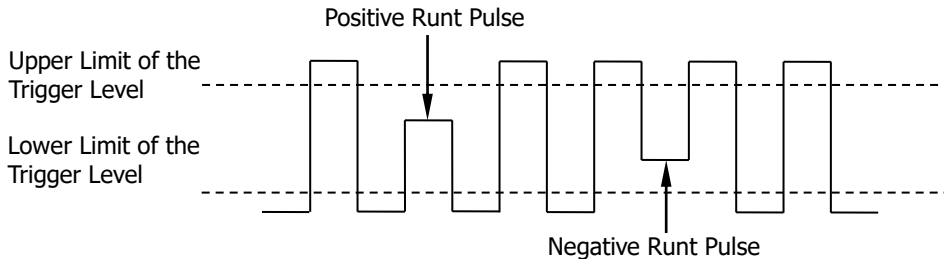 Positive Runt Pulse
Upper Limit of the
Trigger Level
Lower Limit of the
Trigger Level
Negative Runt Pulse